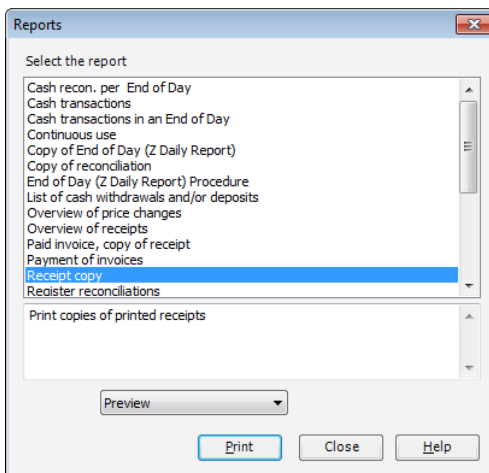 Reports
Select the report
Cash recon. per End of Day
Cash transactions
Cash transactions in an End of Day
Continuous use
Copy of End of Day (Z Daily Report)
Copy of reconciliation
End of Day (Z Daily Report) Procedure
List of cash withdrawals and/or deposits
Overview of price changes
Overview of receipts
Paid invoice, copy of receipt
Payment of invoices
Receipt copy
Register reconciliations
Print copies of printed receipts
Preview
Print Close Help